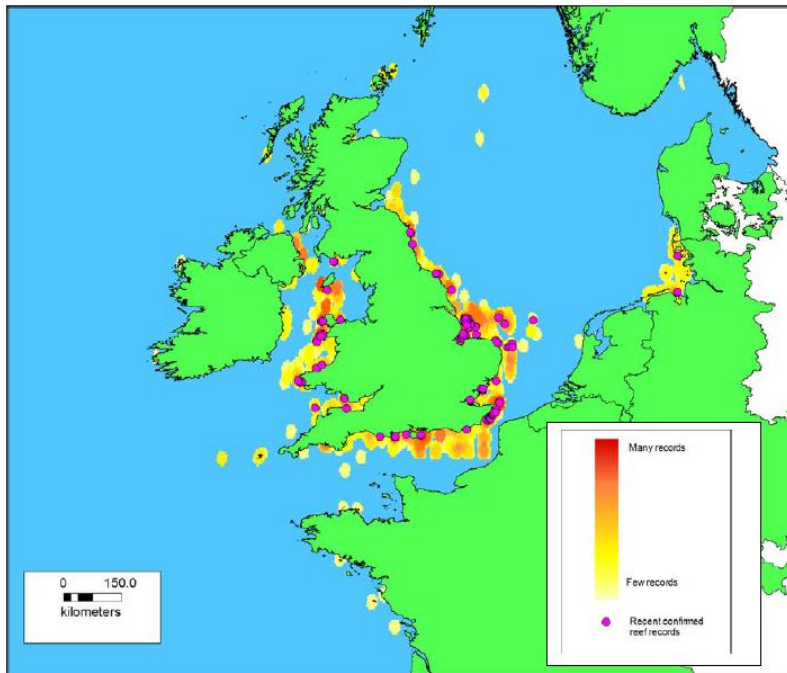 Many records
Few records
Recent confirmed
reef records
0 150.0
kilometers